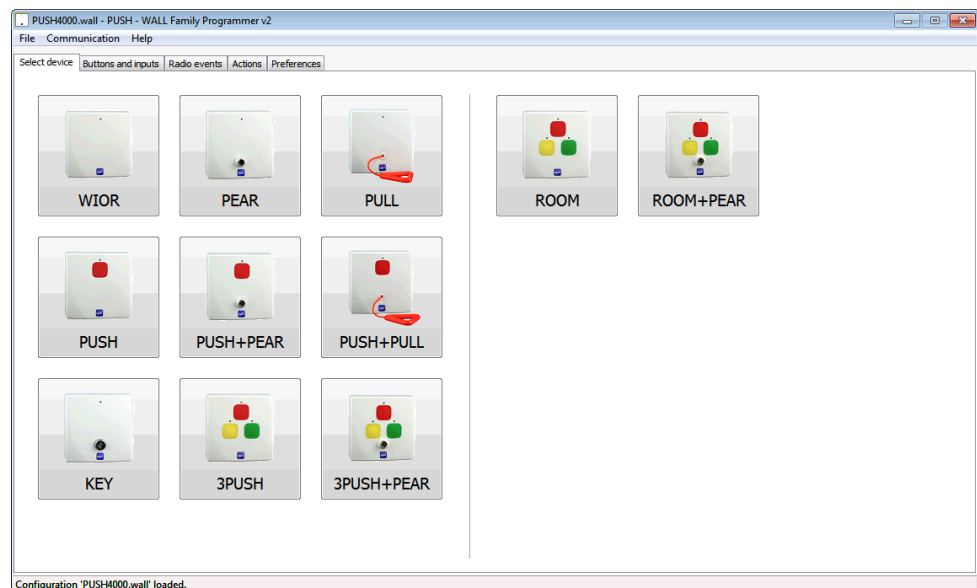 PUSH4000.wall - PUSH - WALL Family Programmer v2
File Communication Help
Select device Buttons and inputs Radio events Actions Preferences
WIOR PEAR PULL ROOM ROOM+PEAR
PUSH PUSH+PEAR PUSH+PULL
KEY 3PUSH 3PUSH+PEAR
Configuration 'PUSH4000.wall' loaded.